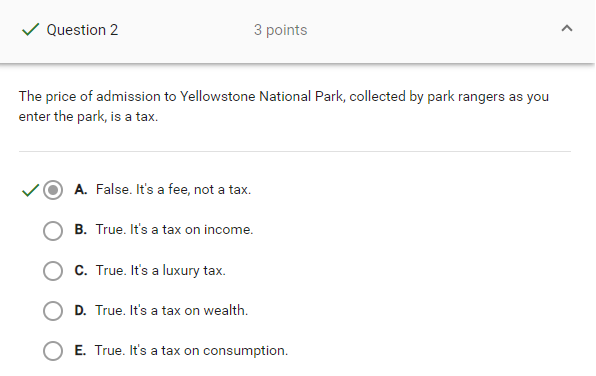 Question 2 3 points
The price of admission to Yellowstone National Park, collected by park rangers as you
enter the park, is a tax.
A. False. It's a fee, not a tax.
B. True. It's a tax on income.
C. True. It's a luxury tax.
D. True. It's a tax on wealth.
E. True. It's a tax on consumption.